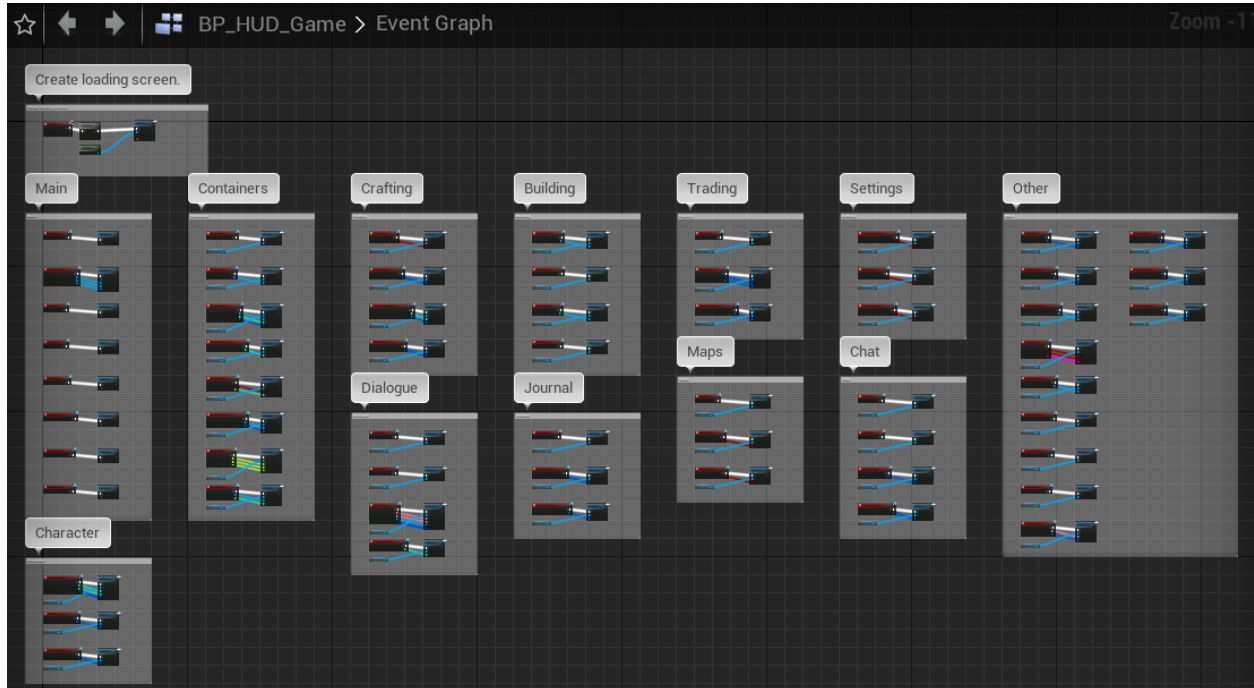 BP_HUD_Game > Event Graph
Zoom -1
Create loading screen.
Main
Containers
Crafting
Building
Trading
Settings
Other
Maps
Chat
Dialogue
Journal
Character